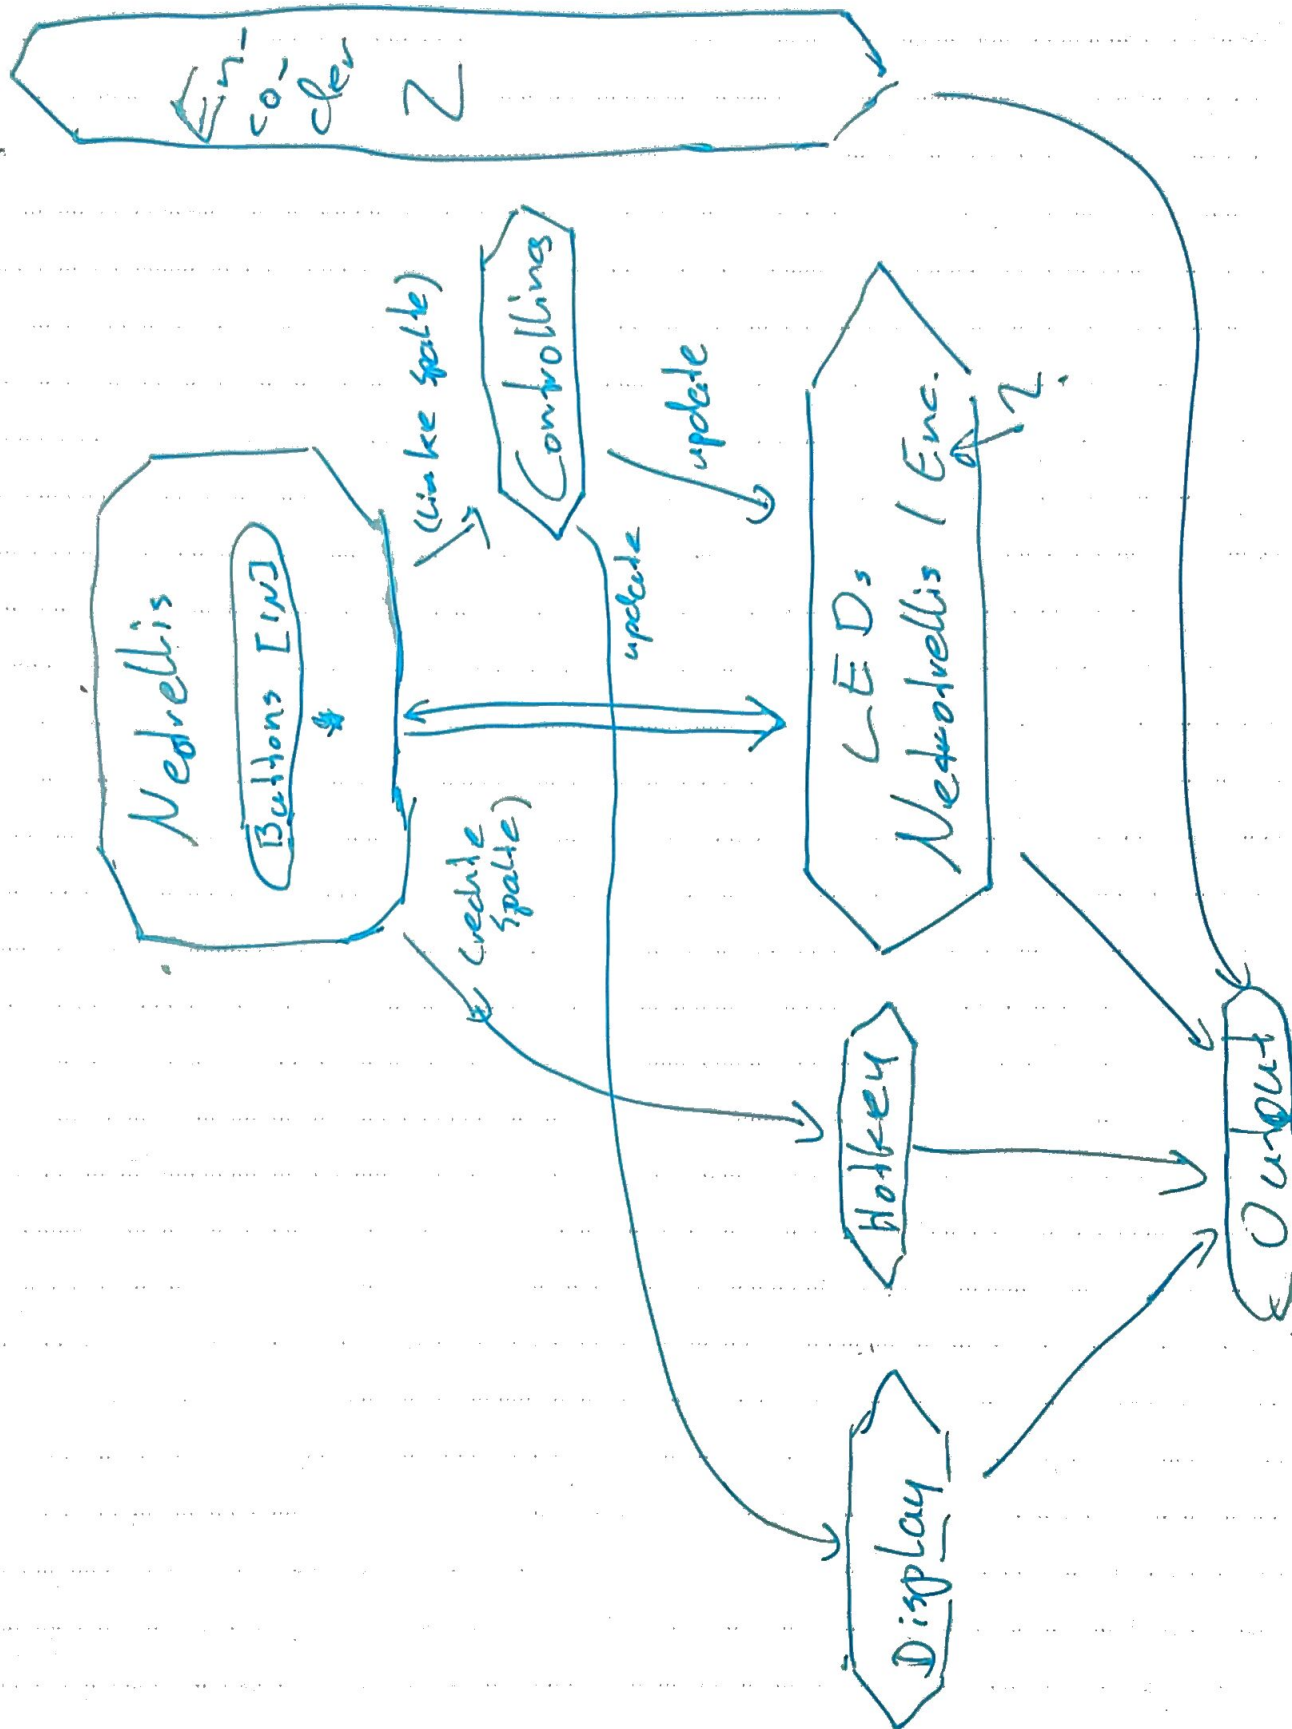 Neotrellis
Buttons [IN]
*
En-
co-
der
2
(linke Spalte)
Controlling
update
update
(rechte
Spalte)
LEDs
Neotrellis / Enc.
2.
Hotkey
Display
Output